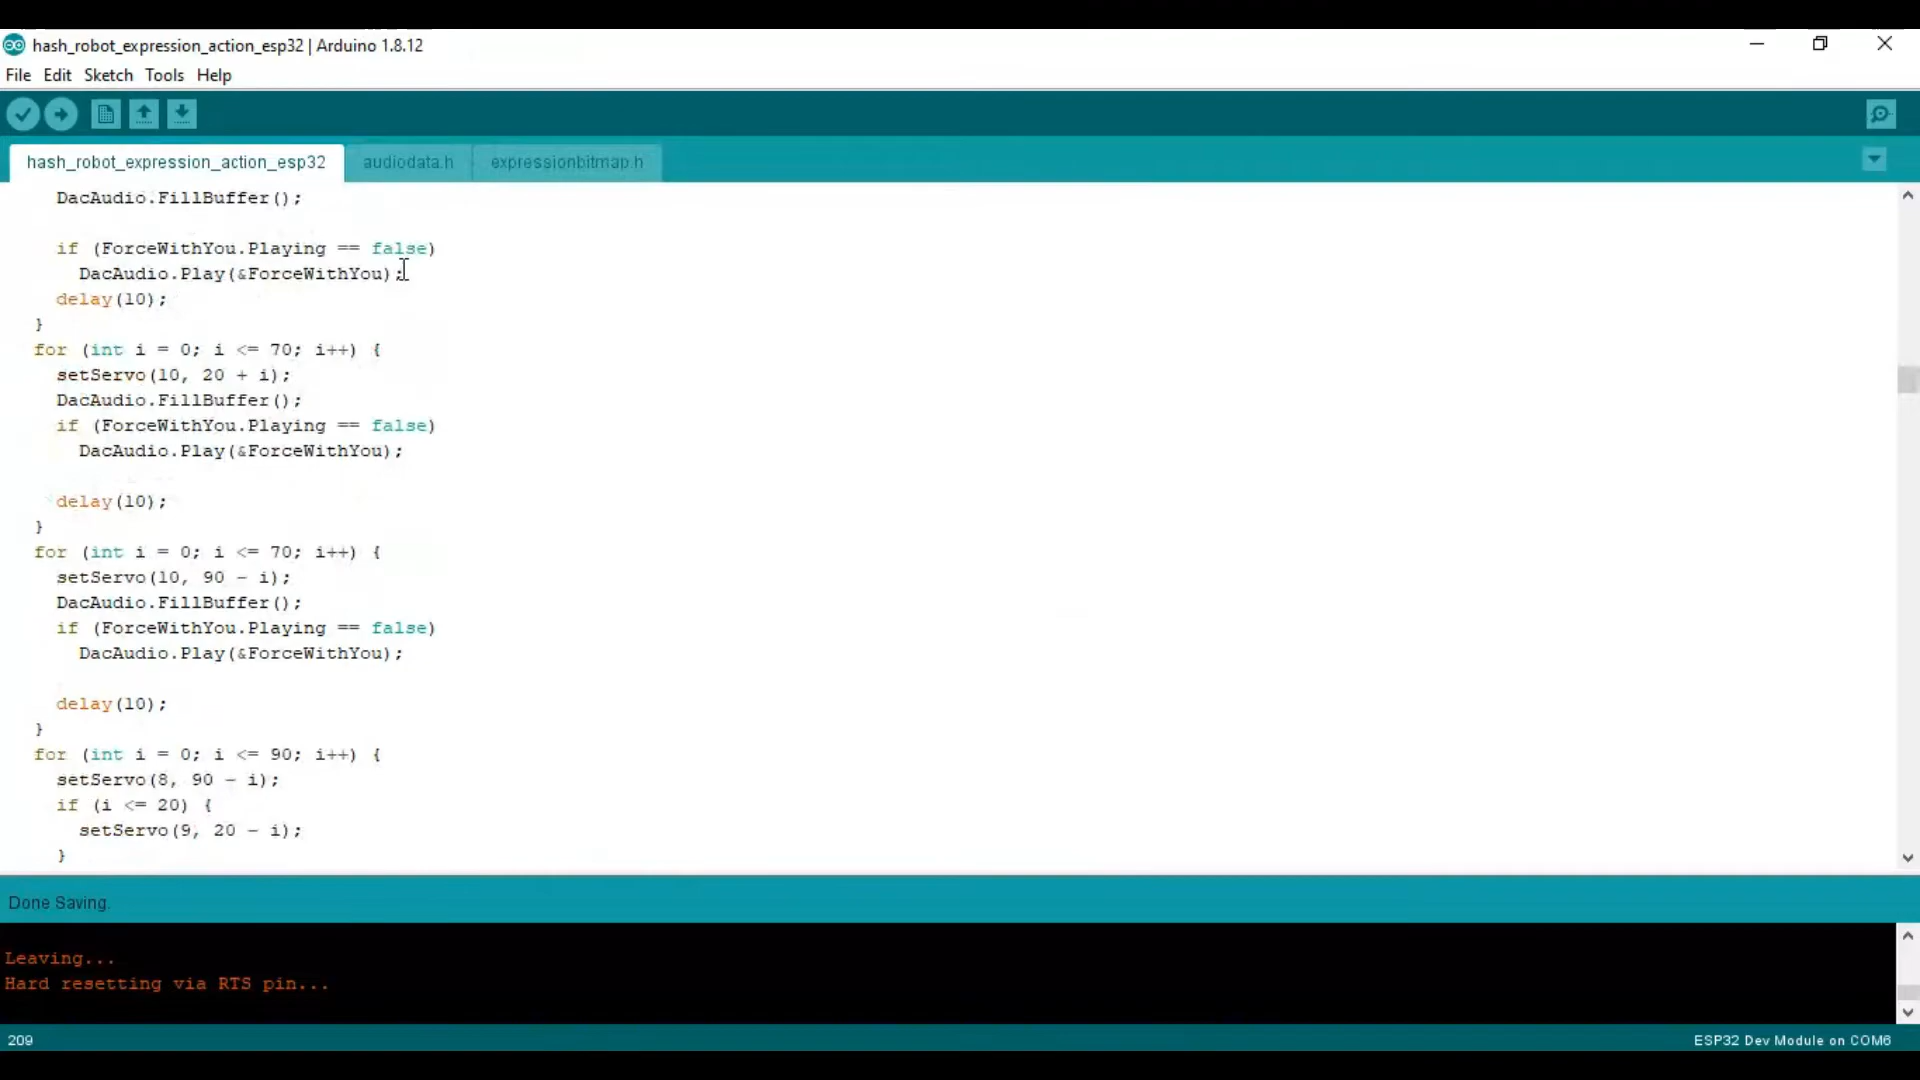 hash_robot_expression_action_esp32 | Arduino 1.8.12
File Edit Sketch Tools Help
hash_robot_expression_action_esp32 audiodata.h expressionbitmap.h
DacAudio.FillBuffer();
if (ForceWithYou.Playing == false)
DacAudio.Play(&ForceWithYou);
delay(10);
}
for (int i = 0; i <= 70; i++) {
setServo(10, 20 + i);
DacAudio.FillBuffer();
if (ForceWithYou.Playing == false)
DacAudio.Play(&ForceWithYou);
delay(10);
}
for (int i = 0; i <= 70; i++) {
setServo(10, 90 - i);
DacAudio.FillBuffer();
if (ForceWithYou.Playing == false)
DacAudio.Play(&ForceWithYou);
delay(10);
}
for (int i = 0; i <= 90; i++) {
setServo(8, 90 - i);
if (i <= 20) {
setServo(9, 20 - i);
}
Done Saving.
Leaving...
Hard resetting via RTS pin...
209 ESP32 Dev Module on COM6